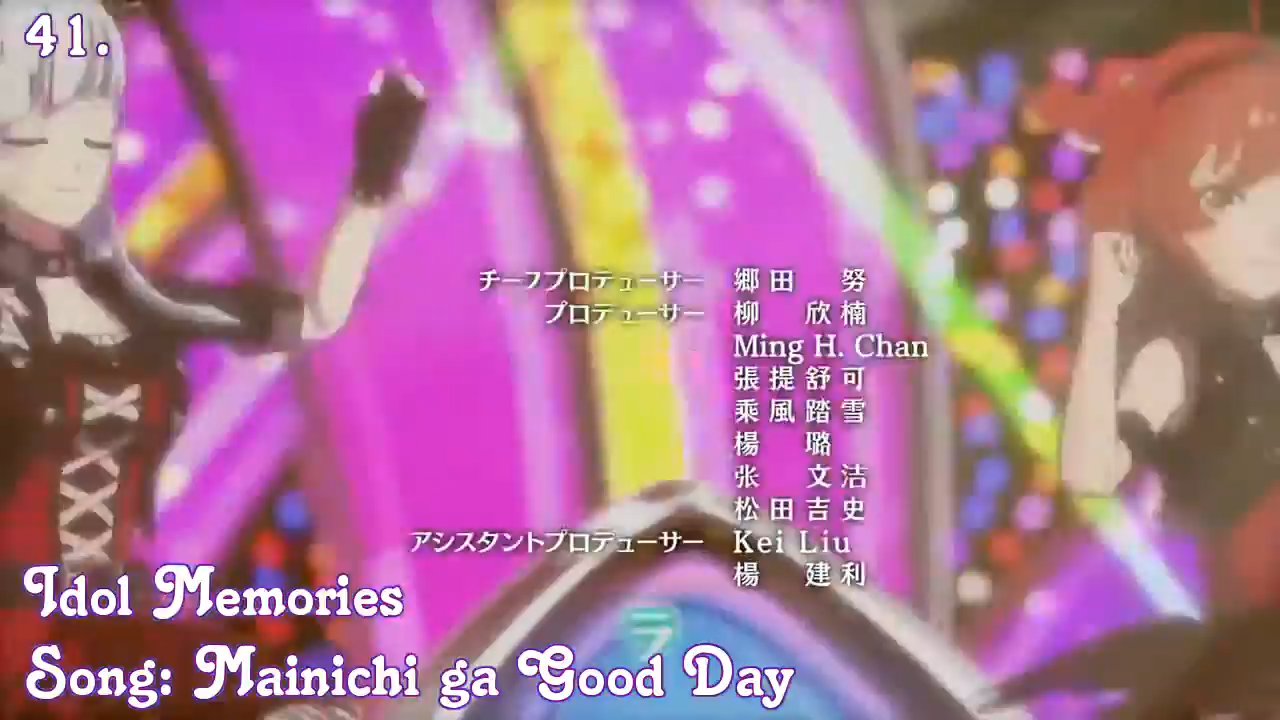 41.
チーフプロデューサー 郷田 努
プロデューサー 柳 欣楠
Ming H. Chan
張提舒可
乘風踏雪
楊 璐
张 文洁
松田吉史
アシスタントプロデューサー Kei Liu
楊 建利
ラ
Idol Memories
Song: Mainichi ga Good Day